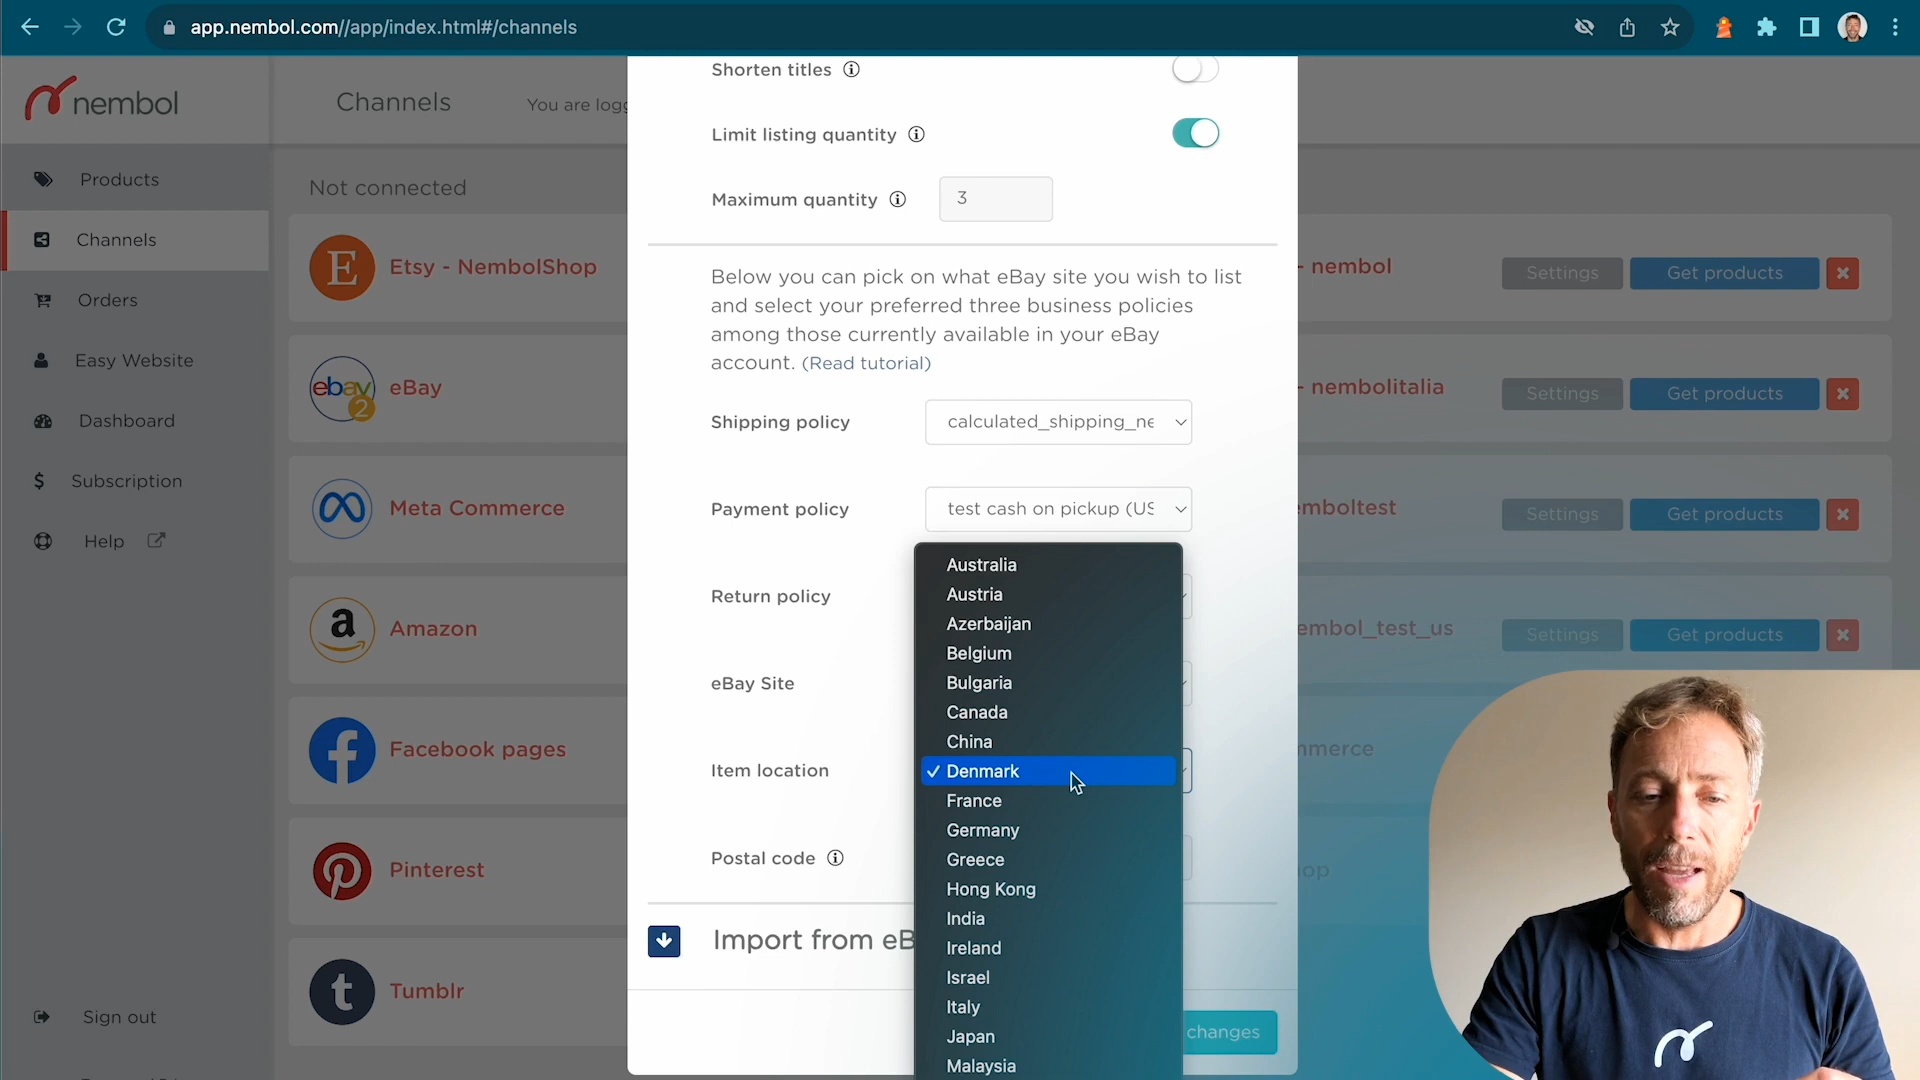 app.nembol.com//app/index.html#/channels
nembol
Channels
You are logg
Products
Channels
Orders
Easy Website
Dashboard
$ Subscription
Help
Sign out
Not connected
E Etsy - NembolShop
ebay 2 eBay
Meta Commerce
a Amazon
Facebook pages
Pinterest
t Tumblr
Shorten titles
Limit listing quantity
Maximum quantity 3
Below you can pick on what eBay site you wish to list
and select your preferred three business policies
among those currently available in your eBay
account. (Read tutorial)
Shipping policy calculated_shipping_ne
Payment policy test cash on pickup (US
Return policy
eBay Site
Item location
Postal code
Import from eB
changes
Australia
Austria
Azerbaijan
Belgium
Bulgaria
Canada
China
✓ Denmark
France
Germany
Greece
Hong Kong
India
Ireland
Israel
Italy
Japan
Malaysia
- nembol Settings Get products
- nembolitalia Settings Get products
emboltest Settings Get products
embol_test_us Settings Get products
mmerce
op